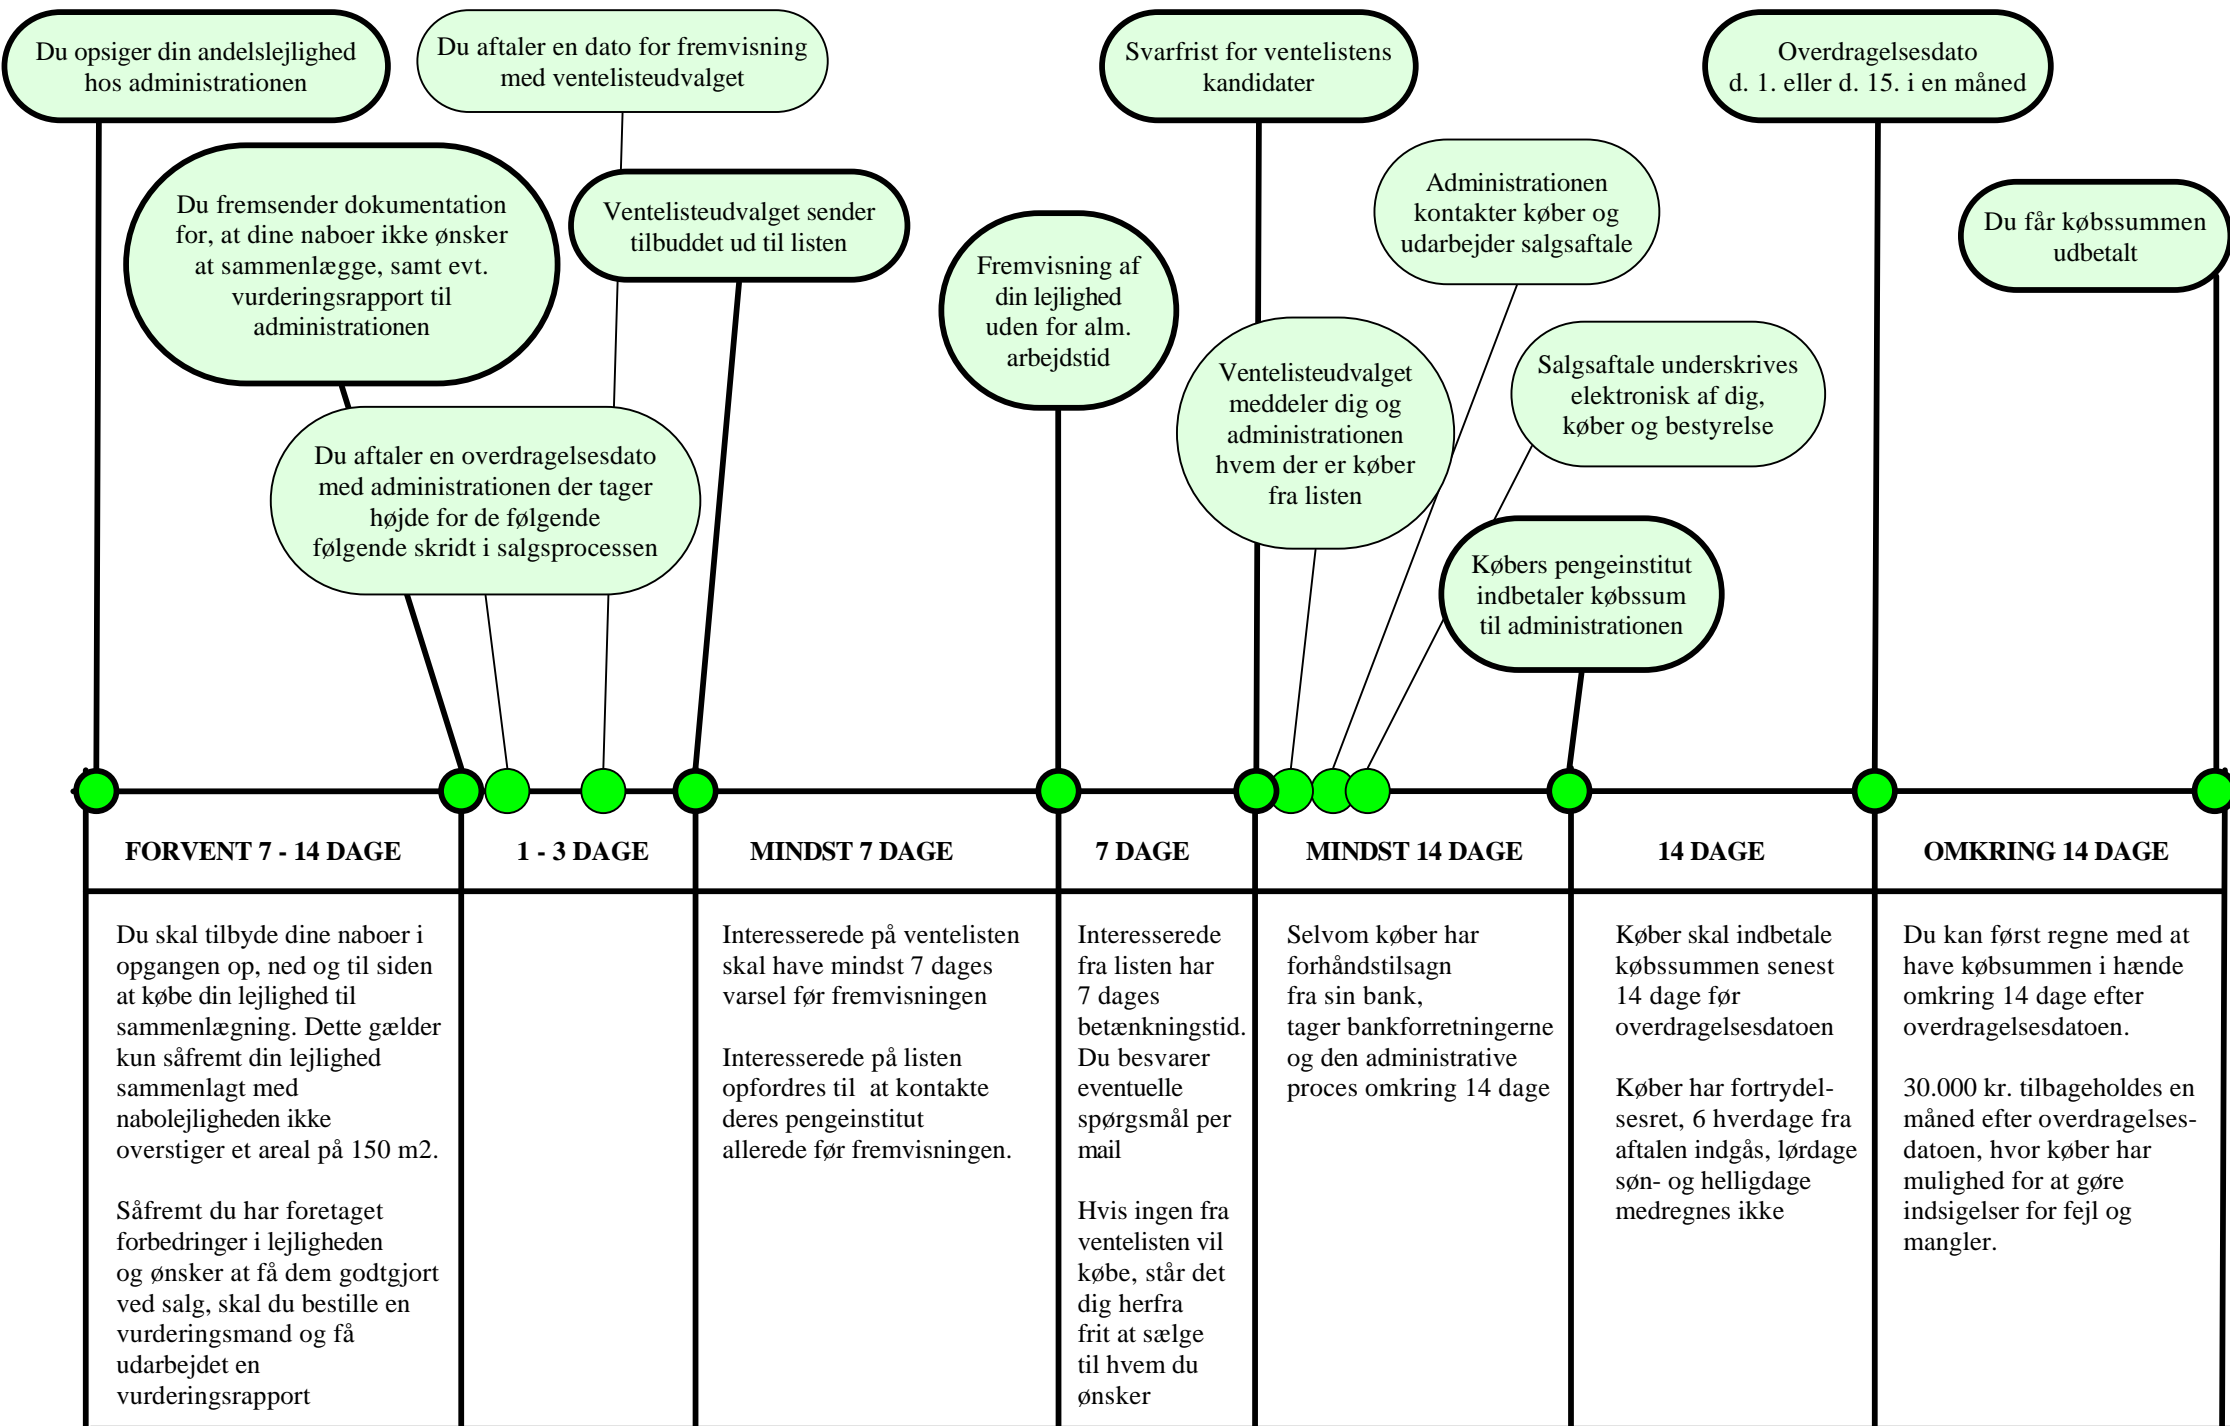 Du opsiger din andelslejlighed
hos administrationen
Du aftaler en dato for fremvisning
med ventelisteudvalget
Svarfrist for ventelistens
kandidater
Overdragelsesdato
d. 1. eller d. 15. i en måned
Du fremsender dokumentation
for, at dine naboer ikke ønsker
at sammenlægge, samt evt.
vurderingsrapport til
administrationen
Ventelisteudvalget sender
tilbuddet ud til listen
Fremvisning af
din lejlighed
uden for alm.
arbejdstid
Administrationen
kontakter køber og
udarbejder salgsaftale
Du får købssummen
udbetalt
Du aftaler en overdragelsesdato
med administrationen der tager
højde for de følgende
følgende skridt i salgsprocessen
Ventelisteudvalget
meddeler dig og
administrationen
hvem der er køber
fra listen
Salgsaftale underskrives
elektronisk af dig,
køber og bestyrelse
Købers pengeinstitut
indbetaler købssum
til administrationen
FORVENT 7 - 14 DAGE
1 - 3 DAGE
MINDST 7 DAGE
7 DAGE
MINDST 14 DAGE
14 DAGE
OMKRING 14 DAGE
Du skal tilbyde dine naboer i
opgangen op, ned og til siden
at købe din lejlighed til
sammenlægning. Dette gælder
kun såfremt din lejlighed
sammenlagt med
nabolejligheden ikke
overstiger et areal på 150 m2.
Såfremt du har foretaget
forbedringer i lejligheden
og ønsker at få dem godtgjort
ved salg, skal du bestille en
vurderingsmand og få
udarbejdet en
vurderingsrapport
Interesserede på ventelisten
skal have mindst 7 dages
varsel før fremvisningen
Interesserede på listen
opfordres til  at kontakte
deres pengeinstitut
allerede før fremvisningen.
Interesserede
fra listen har
7 dages
betænkningstid.
Du besvarer
eventuelle
spørgsmål per
mail
Hvis ingen fra
ventelisten vil
købe, står det
dig herfra
frit at sælge
til hvem du
ønsker
Selvom køber har
forhåndstilsagn
fra sin bank,
tager bankforretningerne
og den administrative
proces omkring 14 dage
Køber skal indbetale
købssummen senest
14 dage før
overdragelsesdatoen
Køber har fortrydel-
sesret, 6 hverdage fra
aftalen indgås, lørdage
søn- og helligdage
medregnes ikke
Du kan først regne med at
have købsummen i hænde
omkring 14 dage efter
overdragelsesdatoen.
30.000 kr. tilbageholdes en
måned efter overdragelses-
datoen, hvor køber har
mulighed for at gøre
indsigelser for fejl og
mangler.